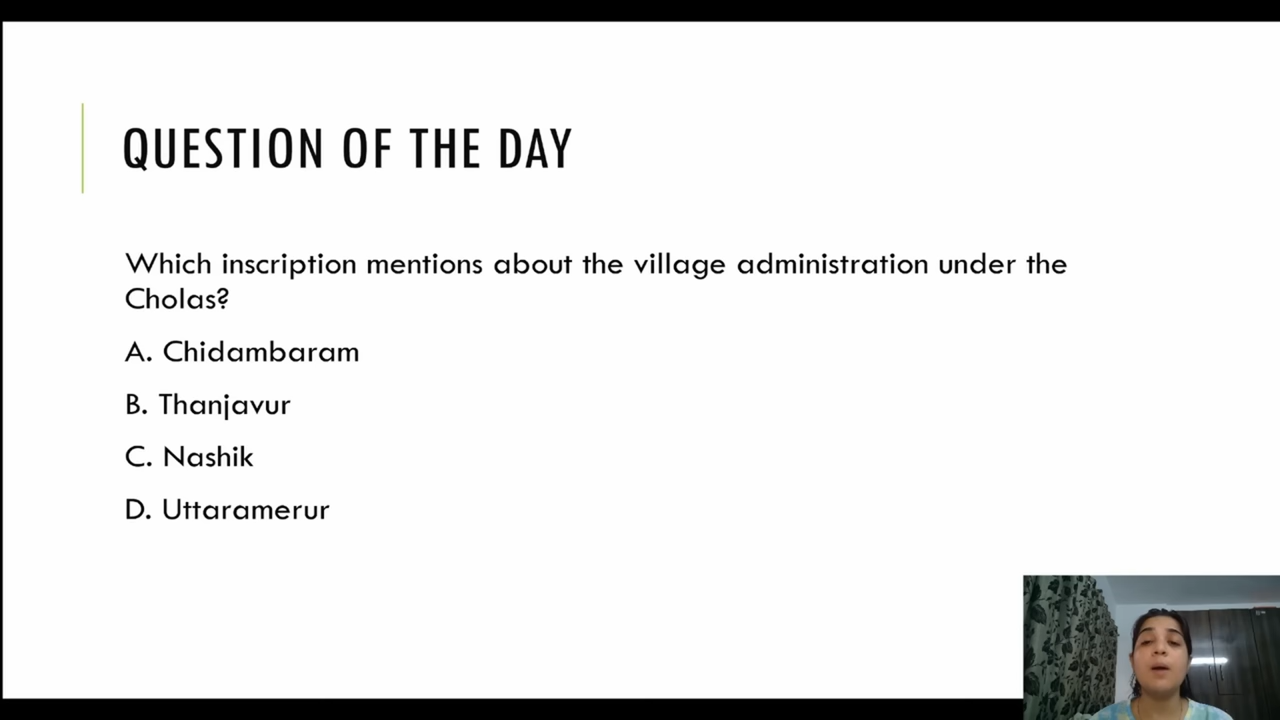 QUESTION OF THE DAY
Which inscription mentions about the village administration under the
Cholas?
A. Chidambaram
B. Thanjavur
C. Nashik
D. Uttaramerur